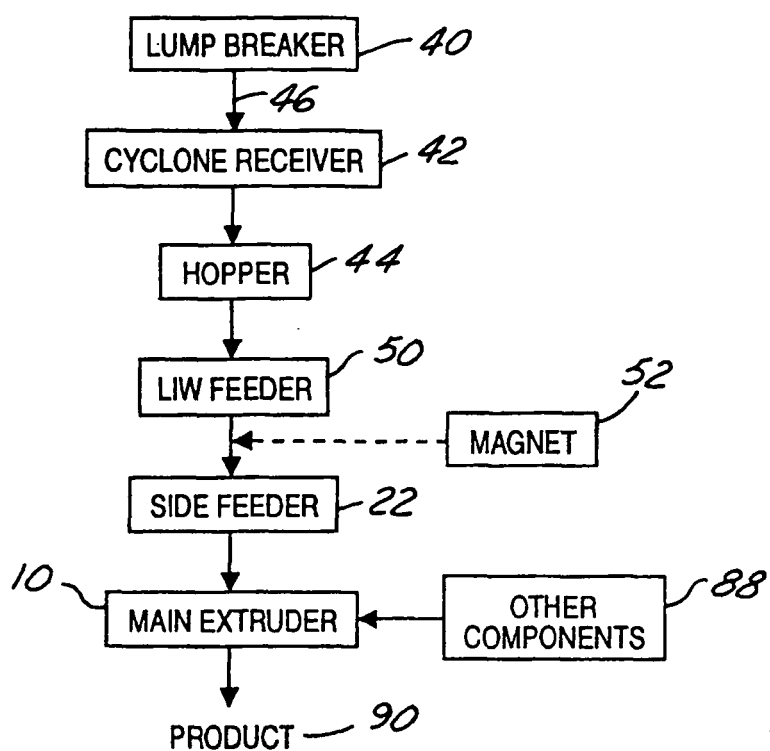 LUMP BREAKER 40
46
CYCLONE RECEIVER 42
HOPPER 44
LIW FEEDER 50
MAGNET 52
SIDE FEEDER 22
10 MAIN EXTRUDER
OTHER COMPONENTS 88
PRODUCT 90